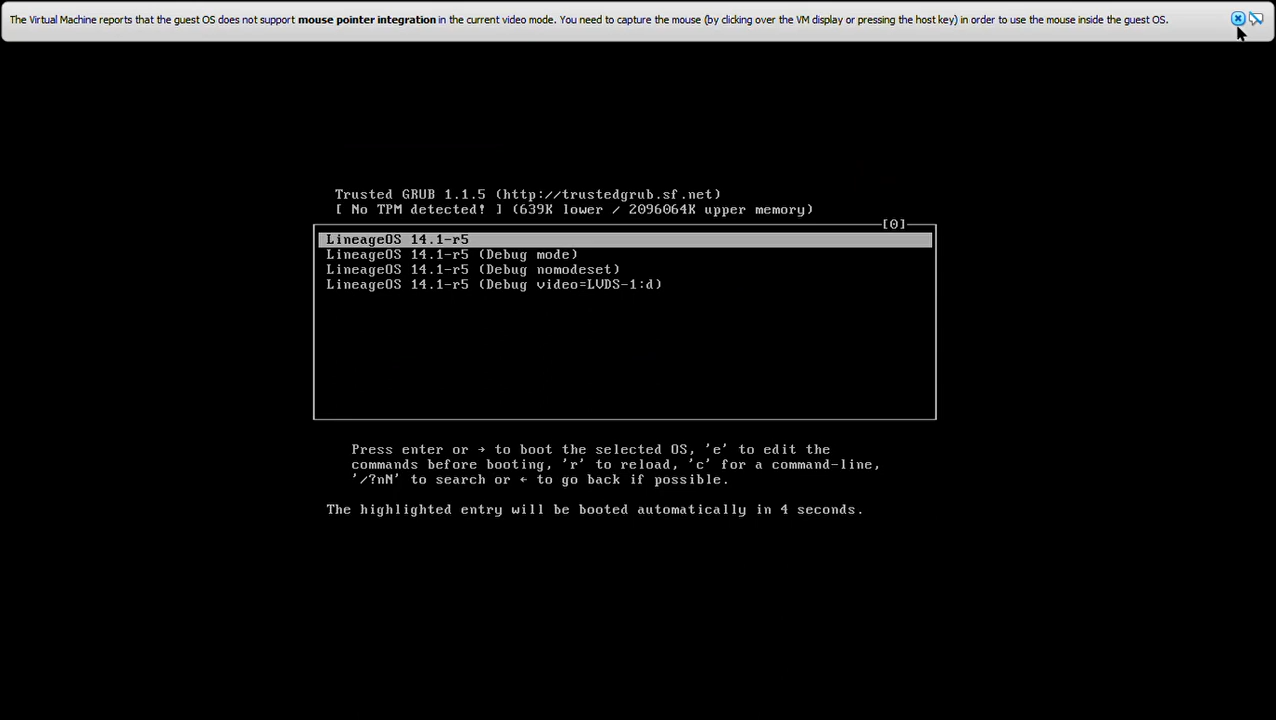 The Virtual Machine reports that the guest OS does not support mouse pointer integration in the current video mode. You need to capture the mouse (by clicking over the VM display or pressing the host key) in order to use the mouse inside the guest OS.
Trusted GRUB 1.1.5 (http://trustedgrub.sf.net)
[ No TPM detected! ] (639K lower / 2096064K upper memory)
[0]
LineageOS 14.1-r5
LineageOS 14.1-r5 (Debug mode)
LineageOS 14.1-r5 (Debug nomodeset)
LineageOS 14.1-r5 (Debug video=LVDS-1:d)
Press enter or → to boot the selected OS, 'e' to edit the
commands before booting, 'r' to reload, 'c' for a command-line,
'/?nN' to search or ← to go back if possible.
The highlighted entry will be booted automatically in 4 seconds.